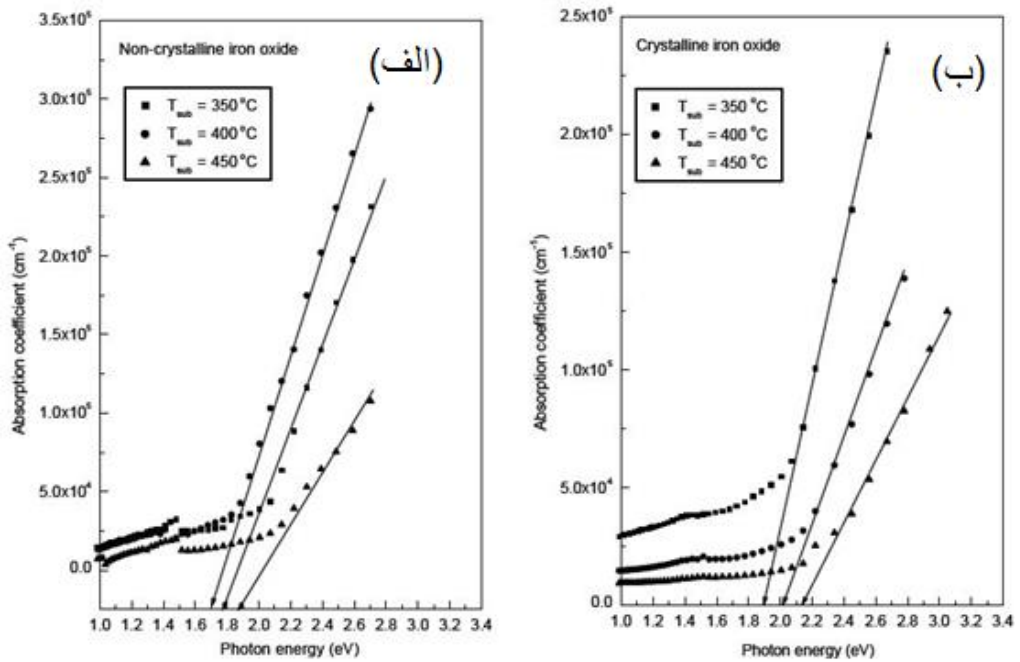 Non-crystalline iron oxide
(الف)
T_sub = 350 °C
T_sub = 400 °C
T_sub = 450 °C
Absorption coefficient (cm⁻¹)
3.5x10⁵
3.0x10⁵
2.5x10⁵
2.0x10⁵
1.5x10⁵
1.0x10⁵
5.0x10⁴
0.0
1.0 1.2 1.4 1.6 1.8 2.0 2.2 2.4 2.6 2.8 3.0 3.2 3.4
Photon energy (eV)
Crystalline iron oxide
(ب)
T_sub = 350 °C
T_sub = 400 °C
T_sub = 450 °C
Absorption coefficient (cm⁻¹)
2.5x10⁵
2.0x10⁵
1.5x10⁵
1.0x10⁵
5.0x10⁴
0.0
1.0 1.2 1.4 1.6 1.8 2.0 2.2 2.4 2.6 2.8 3.0 3.2 3.4
Photon energy (eV)